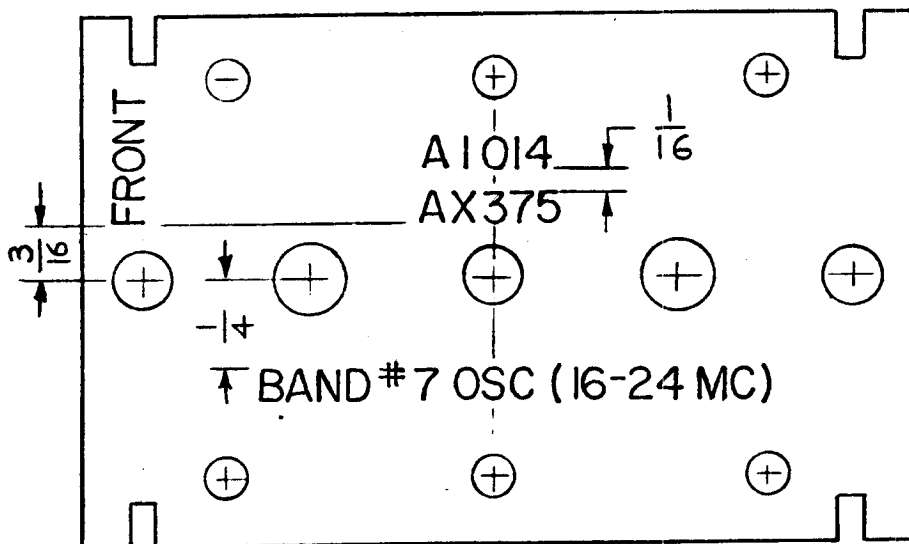 FRONT
A1014
1/16
AX375
3/16
1/4
BAND #7 OSC (16-24 MC)